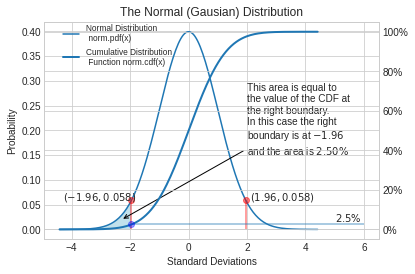 The Normal (Gausian) Distribution
Normal Distribution
norm.pdf(x)
Cumulative Distribution
Function norm.cdf(x)
This area is equal to
the value of the CDF at
the right boundary.
In this case the right
boundary is at −1.96
and the area is 2.50%
(−1.96, 0.058)
(1.96, 0.058)
2.5%
0.40
0.35
0.30
0.25
0.20
0.15
0.10
0.05
0.00
Probability
100%
80%
60%
40%
20%
0%
−4 −2 0 2 4 6
Standard Deviations